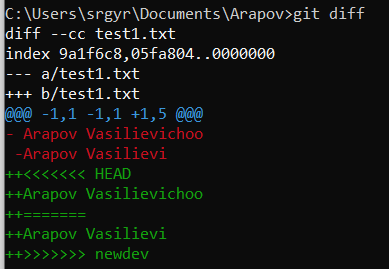 C:\Users\srgyr\Documents\Arapov>git diff
diff --cc test1.txt
index 9a1f6c8,05fa804..0000000
--- a/test1.txt
+++ b/test1.txt
@@@ -1,1 -1,1 +1,5 @@@
- Arapov Vasilievichoo
 -Arapov Vasilievi
++<<<<<<< HEAD
++Arapov Vasilievichoo
++=======
++Arapov Vasilievi
++>>>>>>> newdev